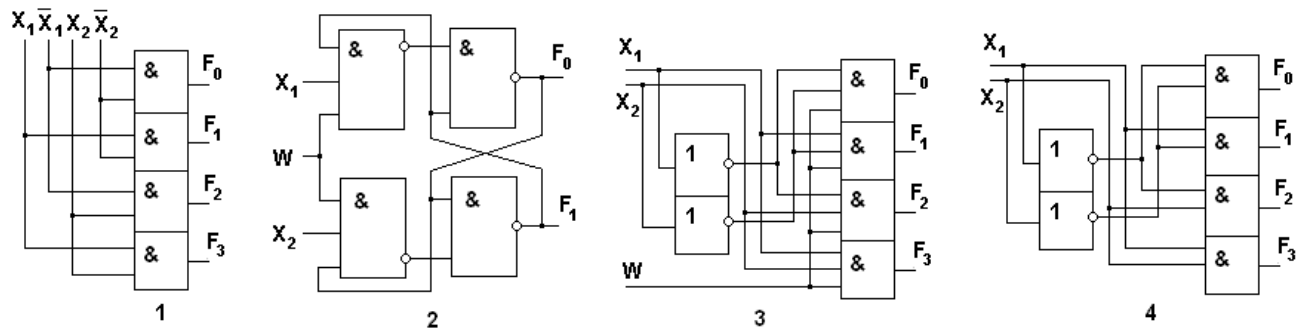 X₁ X̅₁ X₂ X̅₂
& F₀
& F₁
& F₂
& F₃
1
& & F₀
X₁
W
& & F₁
X₂
2
X₁
X₂
1
1
& F₀
& F₁
& F₂
& F₃
W
3
X₁
X₂
1
1
& F₀
& F₁
& F₂
& F₃
4